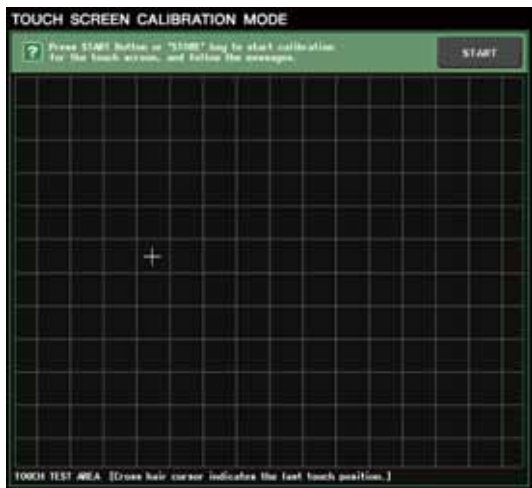 TOUCH SCREEN CALIBRATION MODE
? Press START Button or "STORE" key to start calibration
for the touch screen, and follow the messages.
START
TOUCH TEST AREA [Cross hair cursor indicates the last touch position.]